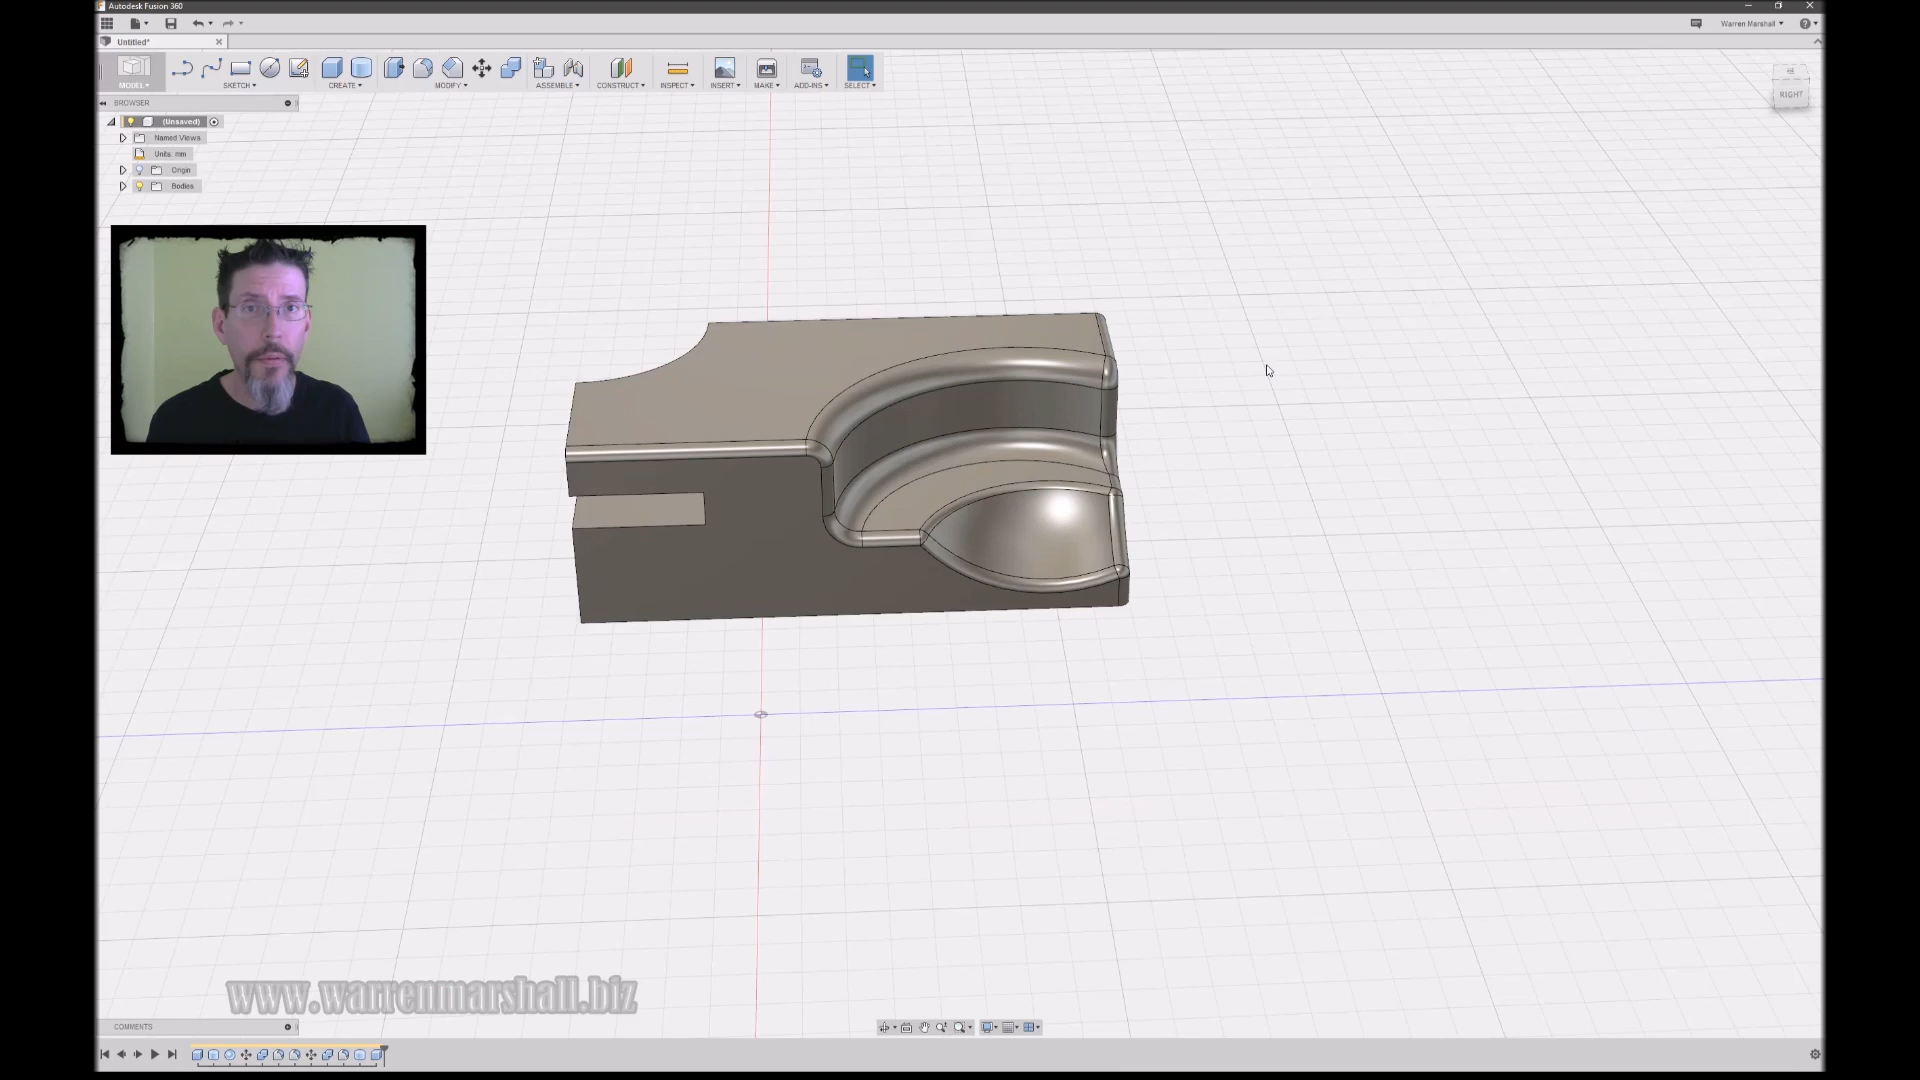 Autodesk Fusion 360
Warren Marshall
Untitled*
MODEL
SKETCH
CREATE
MODIFY
ASSEMBLE
CONSTRUCT
INSPECT
INSERT
MAKE
ADD-INS
SELECT
RIGHT
BROWSER
(Unsaved)
Named Views
Units: mm
Origin
Bodies
www.warrenmarshall.biz
COMMENTS